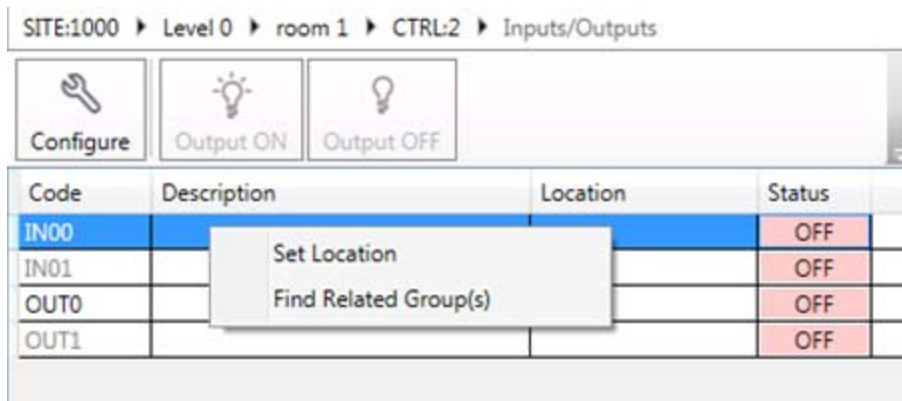 SITE:1000 ▶ Level 0 ▶ room 1 ▶ CTRL:2 ▶ Inputs/Outputs
Configure Output ON Output OFF
Code Description Location Status
IN00 OFF
Set Location
IN01 OFF
Find Related Group(s)
OUT0 OFF
OUT1 OFF